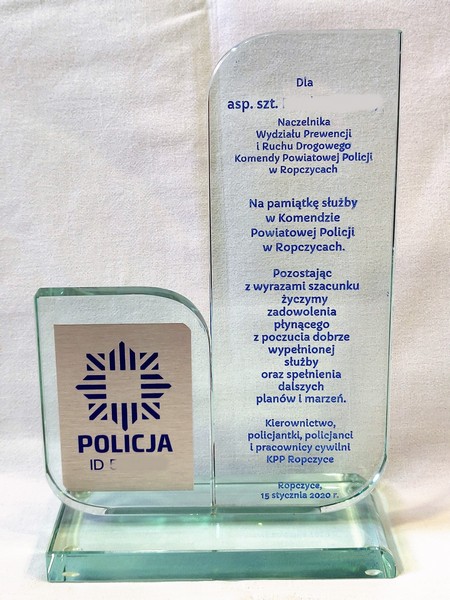 Dla
asp. szt.
Naczelnika
Wydziału Prewencji
i Ruchu Drogowego
Komendy Powiatowej Policji
w Ropczycach
Na pamiątkę służby
w Komendzie
Powiatowej Policji
w Ropczycach.
Pozostając
z wyrazami szacunku
życzymy
zadowolenia
płynącego
z poczucia dobrze
wypełnionej
służby
oraz spełnienia
dalszych
planów i marzeń.
Kierownictwo,
policjantki, policjanci
i pracownicy cywilni
KPP Ropczyce
Ropczyce,
15 stycznia 2020 r.
POLICJA
ID